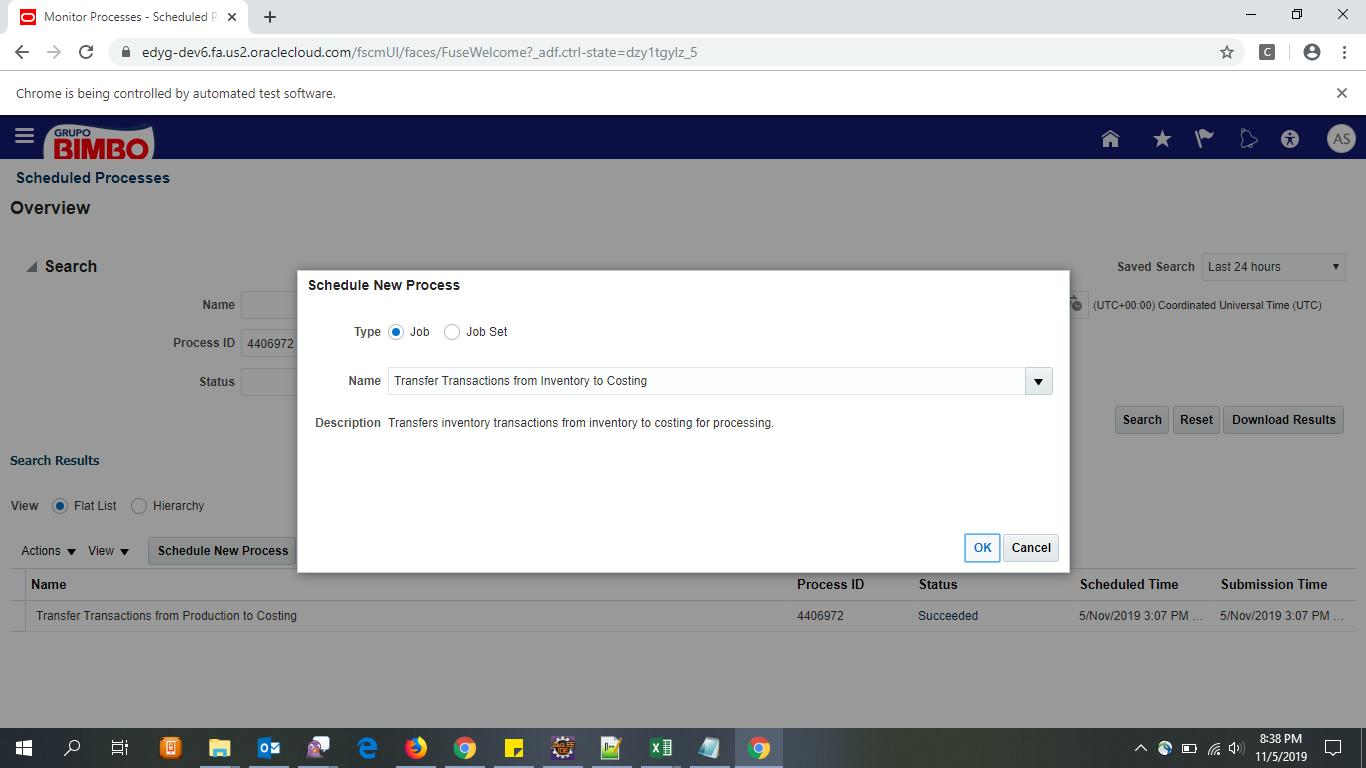 Monitor Processes - Scheduled P
edyg-dev6.fa.us2.oraclecloud.com/fscmUI/faces/FuseWelcome?_adf.ctrl-state=dzy1tgylz_5
C
Chrome is being controlled by automated test software.
GRUPO
BIMBO
AS
Scheduled Processes
Overview
Search
Saved Search Last 24 hours
Name
(UTC+00:00) Coordinated Universal Time (UTC)
Process ID 4406972
Status
Search Reset Download Results
Schedule New Process
Type Job Job Set
Name Transfer Transactions from Inventory to Costing
Description Transfers inventory transactions from inventory to costing for processing.
OK Cancel
Search Results
View Flat List Hierarchy
Actions View Schedule New Process
Name Process ID Status Scheduled Time Submission Time
Transfer Transactions from Production to Costing 4406972 Succeeded 5/Nov/2019 3:07 PM ... 5/Nov/2019 3:07 PM ...
8:38 PM
11/5/2019